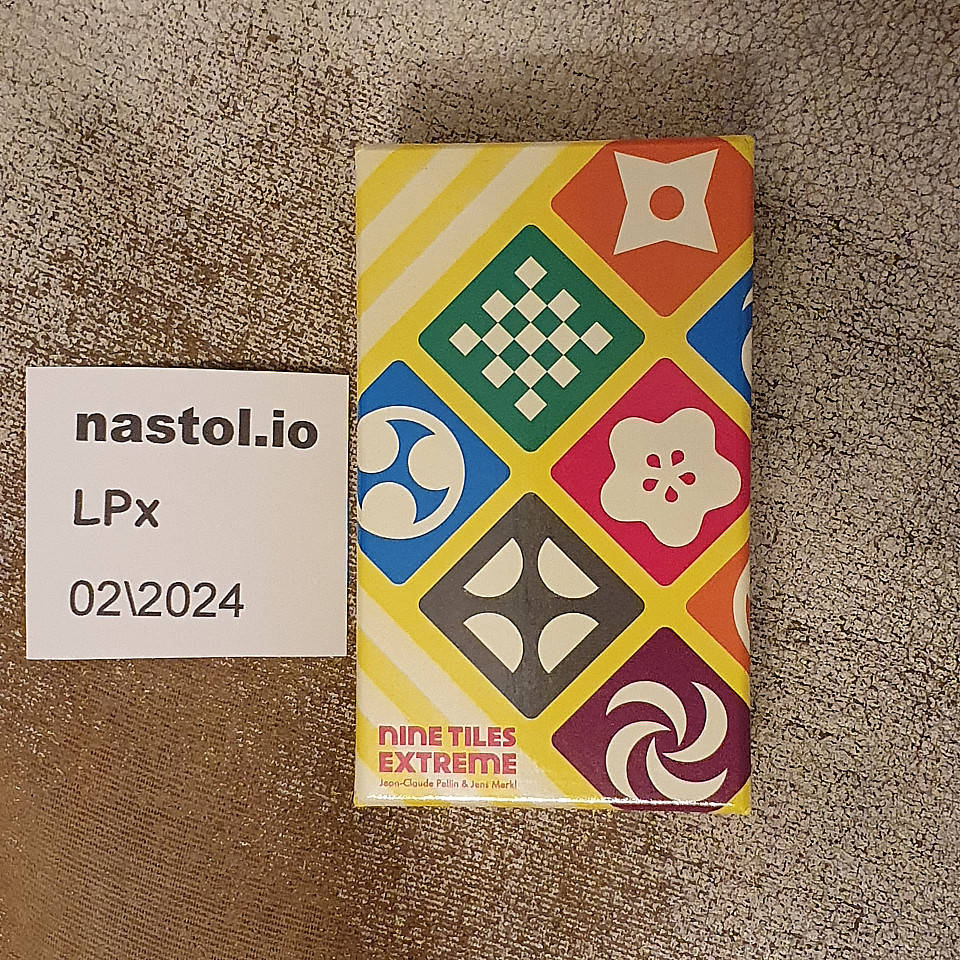 nastol.io
LPx
02\2024
NINE TILES
EXTREME
Jean-Claude Pellin & Jens Merkl